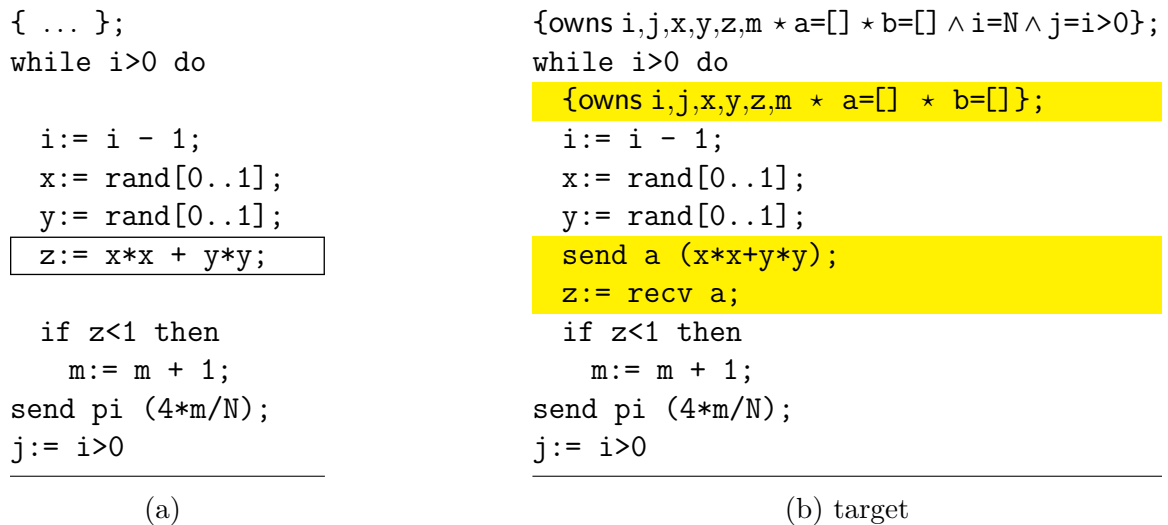 { ... };
while i>0 do
i:= i - 1;
x:= rand[0..1];
y:= rand[0..1];
z:= x*x + y*y;
if z<1 then
m:= m + 1;
send pi (4*m/N);
j:= i>0
(a)
{owns i,j,x,y,z,m ⋆ a=[] ⋆ b=[] ∧ i=N ∧ j=i>0};
while i>0 do
{owns i,j,x,y,z,m ⋆ a=[] ⋆ b=[]};
i:= i - 1;
x:= rand[0..1];
y:= rand[0..1];
send a (x*x+y*y);
z:= recv a;
if z<1 then
m:= m + 1;
send pi (4*m/N);
j:= i>0
(b) target